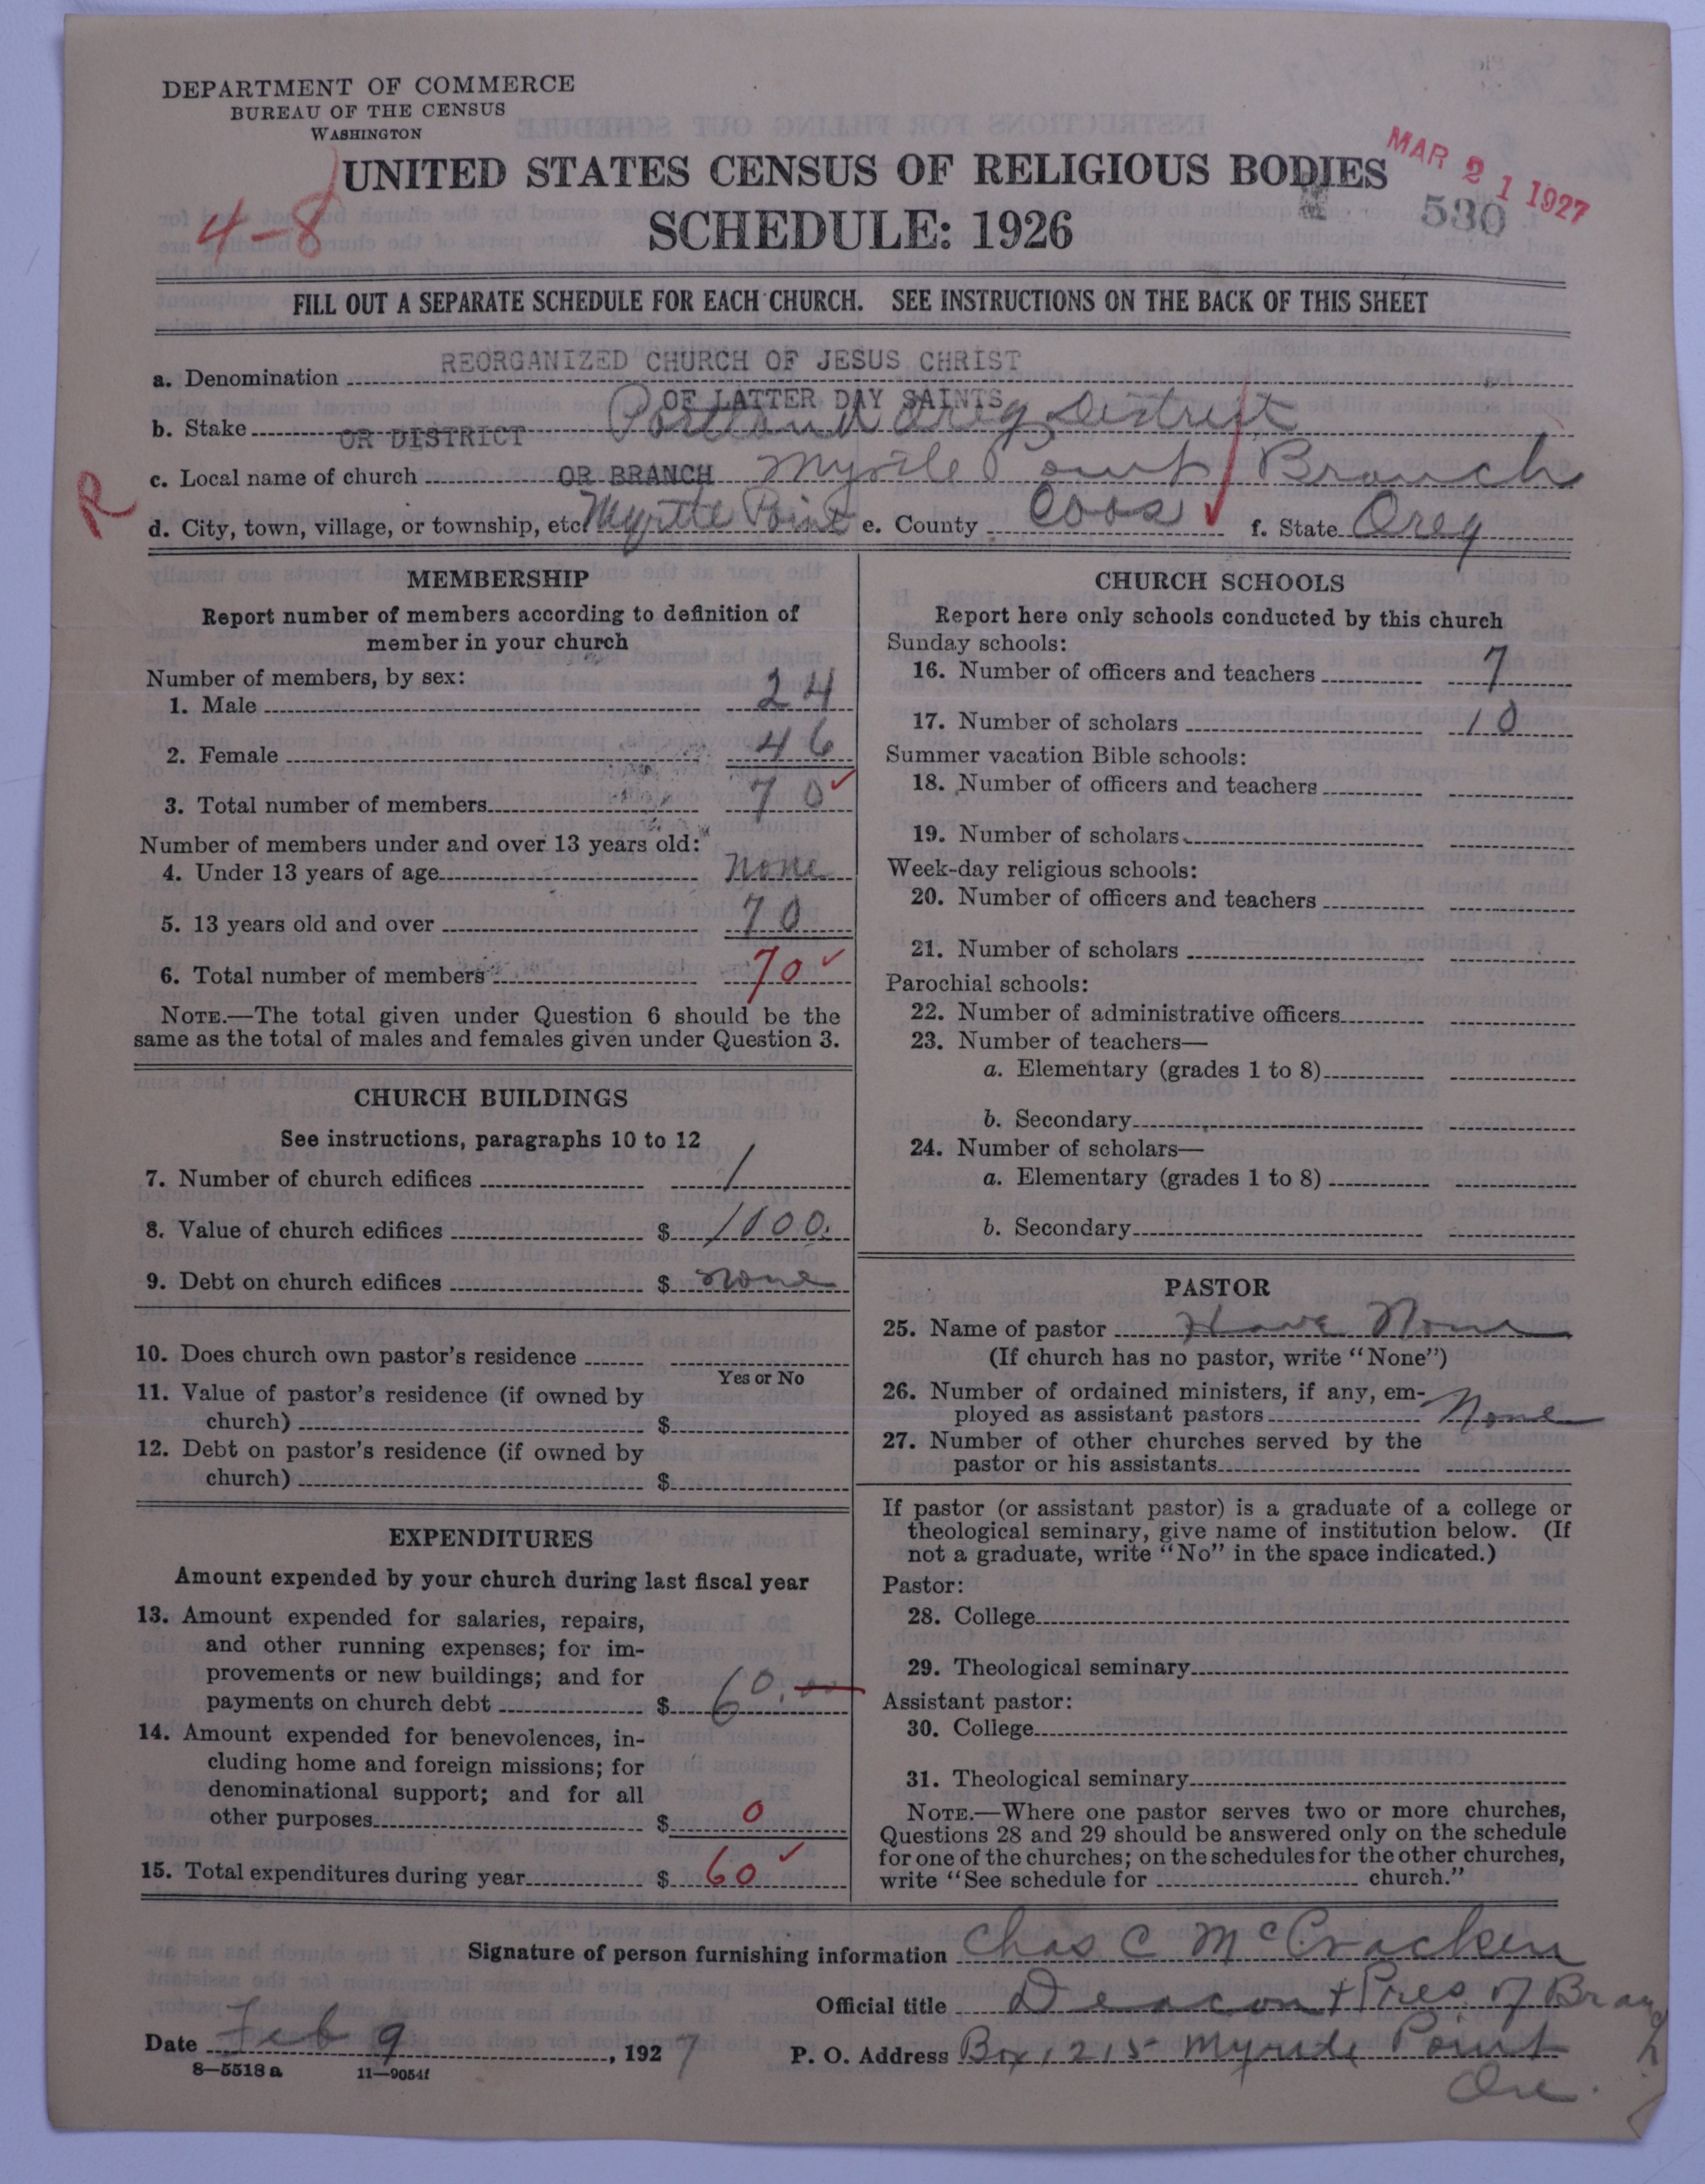 DEPARTMENT OF COMMERCE
BUREAU OF THE CENSUS
WASHINGTON
UNITED STATES CENSUS OF RELIGIOUS BODIES
SCHEDULE: 1926
MAR 21 1927
530
4-8
FILL OUT A SEPARATE SCHEDULE FOR EACH CHURCH. SEE INSTRUCTIONS ON THE BACK OF THIS SHEET
a. Denomination REORGANIZED CHURCH OF JESUS CHRIST
OF LATTER DAY SAINTS
b. Stake OR DISTRICT Portland Oreg District
c. Local name of church OR BRANCH Myrtle Point Branch
R
d. City, town, village, or township, etc. Myrtle Point e. County Coos f. State Oreg
MEMBERSHIP
Report number of members according to definition of
member in your church
Number of members, by sex:
1. Male 24
2. Female 46
3. Total number of members 70
Number of members under and over 13 years old:
4. Under 13 years of age none
5. 13 years old and over 70
6. Total number of members 70
NOTE.—The total given under Question 6 should be the
same as the total of males and females given under Question 3.
CHURCH BUILDINGS
See instructions, paragraphs 10 to 12
7. Number of church edifices 1
8. Value of church edifices $ 1100.
9. Debt on church edifices $ none
10. Does church own pastor's residence
Yes or No
11. Value of pastor's residence (if owned by
church) $
12. Debt on pastor's residence (if owned by
church) $
EXPENDITURES
Amount expended by your church during last fiscal year
13. Amount expended for salaries, repairs,
and other running expenses; for im-
provements or new buildings; and for
payments on church debt $ 60.00
14. Amount expended for benevolences, in-
cluding home and foreign missions; for
denominational support; and for all
other purposes $ 0
15. Total expenditures during year $ 60
CHURCH SCHOOLS
Report here only schools conducted by this church
Sunday schools:
16. Number of officers and teachers 7
17. Number of scholars 10
Summer vacation Bible schools:
18. Number of officers and teachers
19. Number of scholars
Week-day religious schools:
20. Number of officers and teachers
21. Number of scholars
Parochial schools:
22. Number of administrative officers
23. Number of teachers—
a. Elementary (grades 1 to 8)
b. Secondary
24. Number of scholars—
a. Elementary (grades 1 to 8)
b. Secondary
PASTOR
25. Name of pastor Have None
(If church has no pastor, write "None")
26. Number of ordained ministers, if any, em-
ployed as assistant pastors None
27. Number of other churches served by the
pastor or his assistants
If pastor (or assistant pastor) is a graduate of a college or
theological seminary, give name of institution below. (If
not a graduate, write "No" in the space indicated.)
Pastor:
28. College
29. Theological seminary
Assistant pastor:
30. College
31. Theological seminary
NOTE.—Where one pastor serves two or more churches,
Questions 28 and 29 should be answered only on the schedule
for one of the churches; on the schedules for the other churches,
write "See schedule for church."
Signature of person furnishing information Chas C McCracken
Official title Deacon + Pres of Branch
Date Feb 9, 1927 P. O. Address Box 1215 Myrtle Point
Ore.
8—5518 a 11—9054f